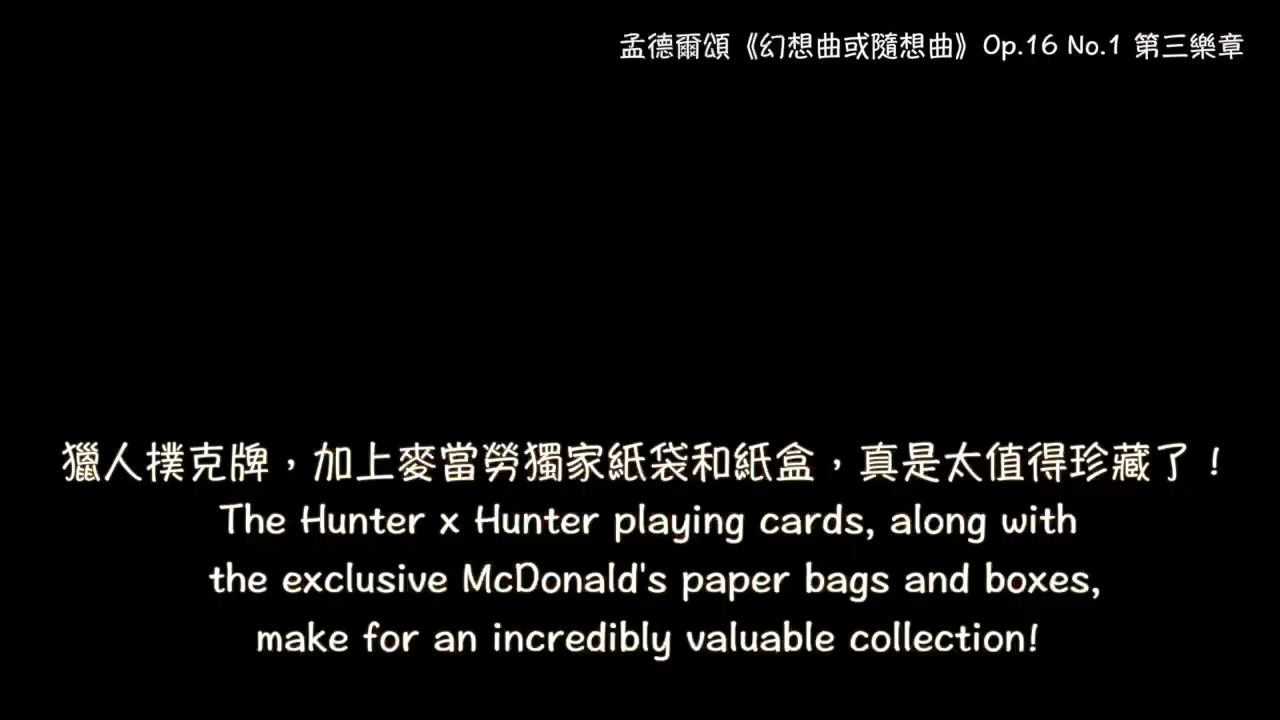 孟德爾頌《幻想曲或隨想曲》Op.16 No.1 第三樂章
獵人撲克牌，加上麥當勞獨家紙袋和紙盒，真是太值得珍藏了！
The Hunter x Hunter playing cards, along with
the exclusive McDonald's paper bags and boxes,
make for an incredibly valuable collection!